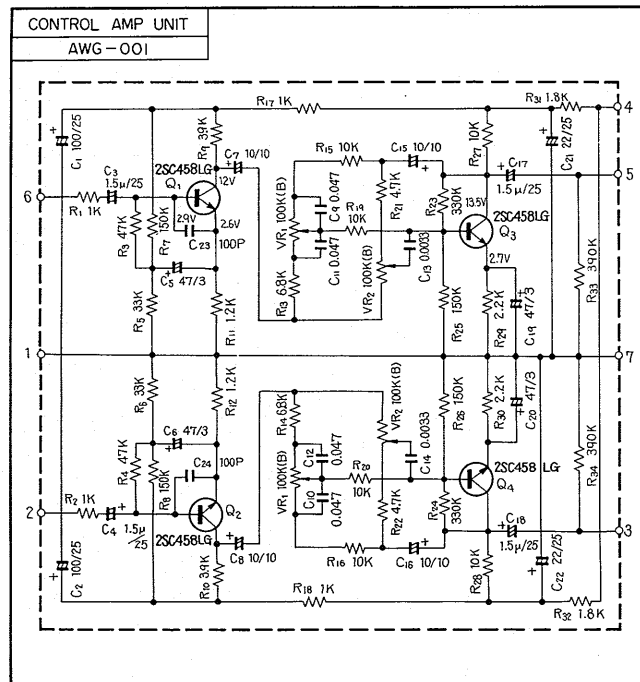 CONTROL AMP UNIT
AWG-001
R17 1K
R31 1.8K
4
C1 100/25
R9 3.9K
C7 10/10
R15 10K
C15 10/10
R27 10K
C21 22/25
2SC458LG
C17
1.5μ/25
5
C3
1.5μ/25
Q1
12V
C9 0.047
R21 4.7K
R23 330K
13.5V
2SC458LG
6
R1 1K
R3 47K
R7 150K
2.9V
2.6V
C23 100P
VR1 100K(B)
R19
10K
C11 0.047
VR2 100K(B)
C13 0.0033
Q3
2.7V
C5 47/3
R13 6.8K
R33 390K
R5 33K
R11 1.2K
R25 150K
R29 2.2K
C19 47/3
1
7
R6 33K
R12 1.2K
R14 6.8K
VR2 100K(B)
R26 150K
R30 2.2K
C20 47/3
C6 47/3
R4 47K
C24 100P
R8 150K
C12 0.047
VR1 100K(B)
C10 0.047
R20
10K
C14 0.0033
2SC458 LG
Q4
R34 390K
2
R2 1K
C4 1.5μ/25
Q2
2SC458LG
R22 4.7K
R24
330K
C18
1.5μ/25
3
C2 100/25
R10 3.9K
C8 10/10
R16 10K
C16 10/10
R28 10K
C22 22/25
R18 1K
R32 1.8K